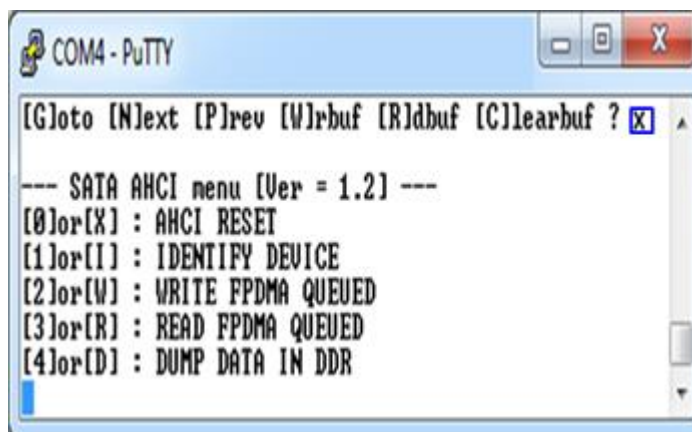 COM4 - PuTTY
[G]oto [N]ext [P]rev [W]rbuf [R]dbuf [C]learbuf ? X
--- SATA AHCI menu [Ver = 1.2] ---
[0]or[X] : AHCI RESET
[1]or[I] : IDENTIFY DEVICE
[2]or[W] : WRITE FPDMA QUEUED
[3]or[R] : READ FPDMA QUEUED
[4]or[D] : DUMP DATA IN DDR